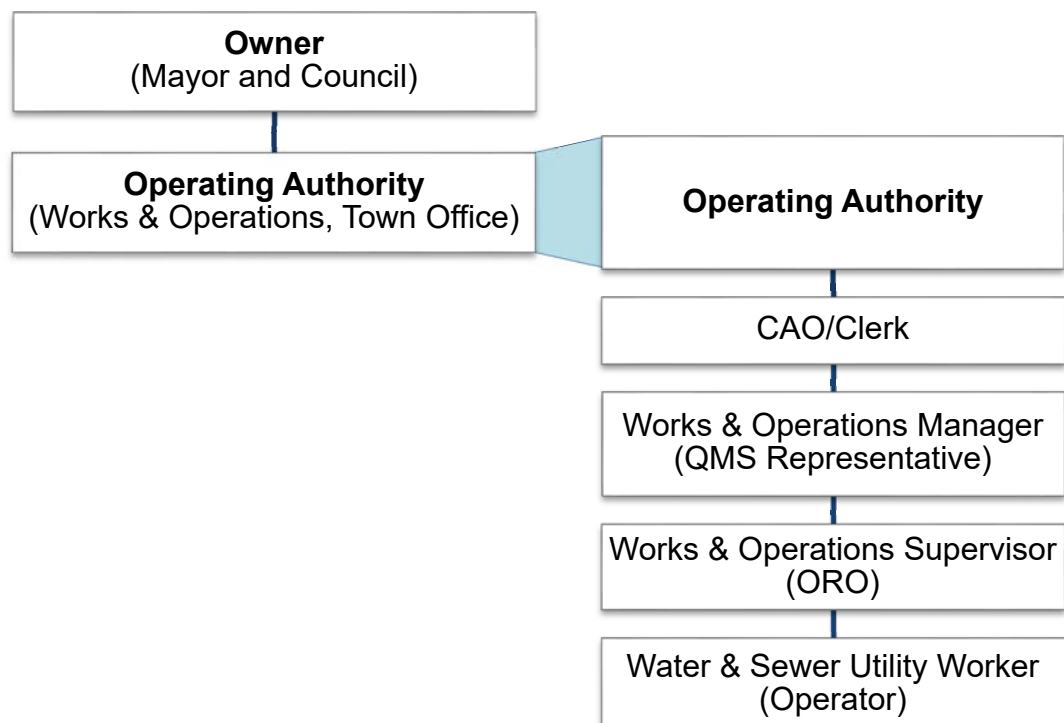 Owner
(Mayor and Council)
Operating Authority
(Works & Operations, Town Office)
Operating Authority
CAO/Clerk
Works & Operations Manager
(QMS Representative)
Works & Operations Supervisor
(ORO)
Water & Sewer Utility Worker
(Operator)